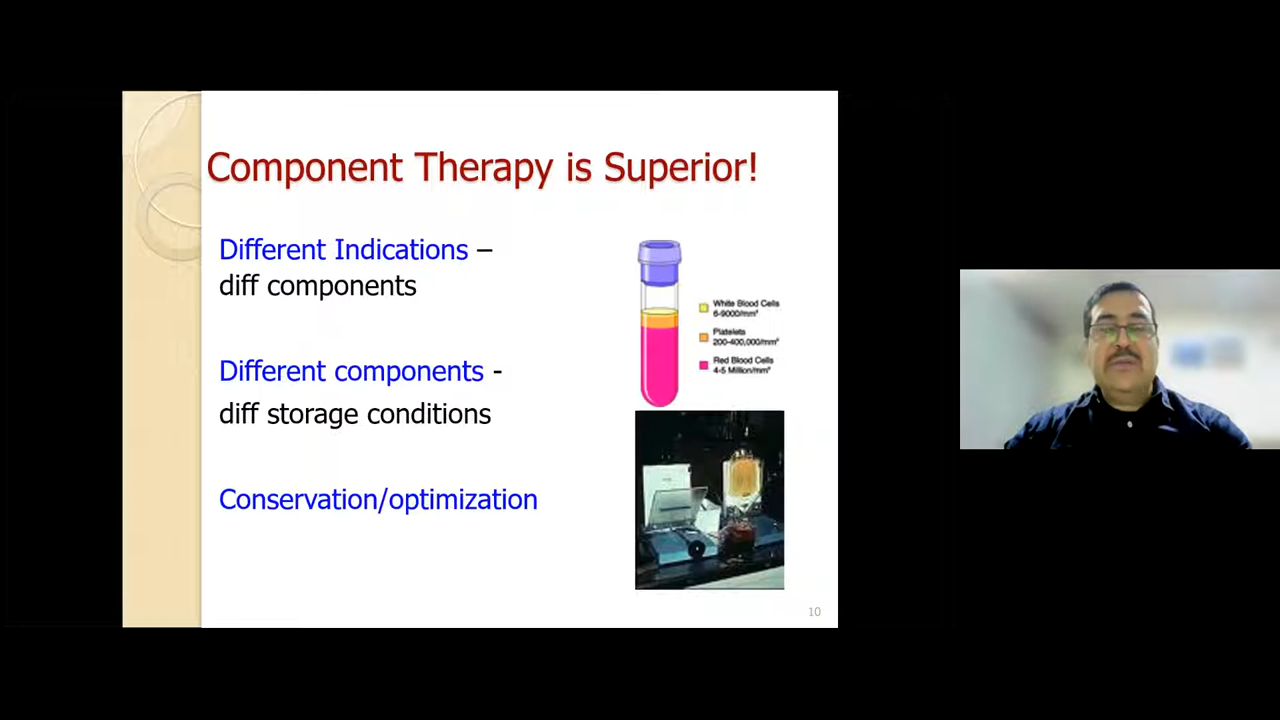 Component Therapy is Superior!
Different Indications –
diff components
Different components -
diff storage conditions
Conservation/optimization
White Blood Cells
6-9000/mm³
Platelets
200-400,000/mm³
Red Blood Cells
4-5 Million/mm³
10